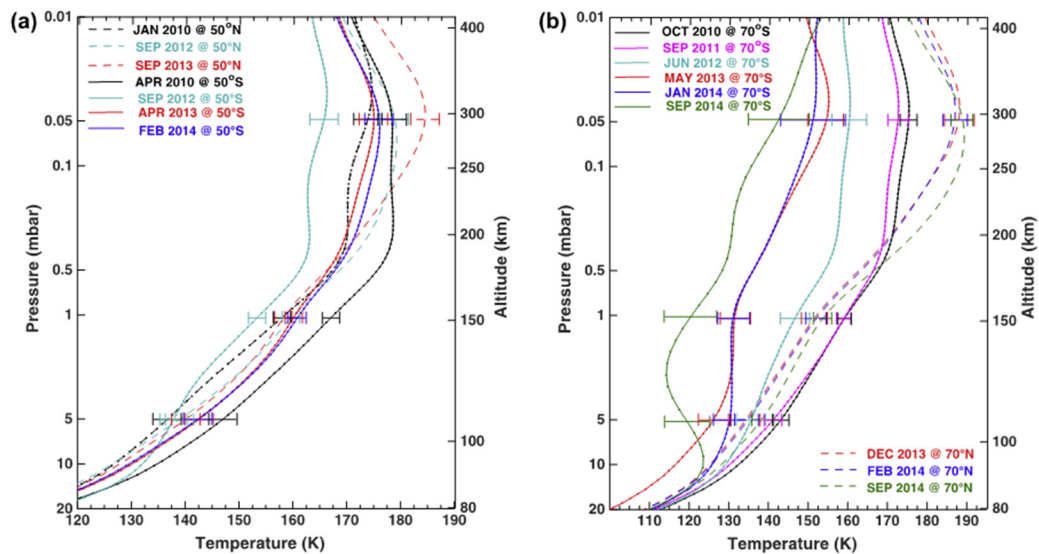 (a)
0.01
0.05
0.1
0.5
1
5
10
20
Pressure (mbar)
JAN 2010 @ 50°N
SEP 2012 @ 50°N
SEP 2013 @ 50°N
APR 2010 @ 50°S
SEP 2012 @ 50°S
APR 2013 @ 50°S
FEB 2014 @ 50°S
400
300
250
200
150
100
80
Altitude (km)
120 130 140 150 160 170 180 190
Temperature (K)
(b)
0.01
0.05
0.1
0.5
1
5
10
20
Pressure (mbar)
OCT 2010 @ 70°S
SEP 2011 @ 70°S
JUN 2012 @ 70°S
MAY 2013 @ 70°S
JAN 2014 @ 70°S
SEP 2014 @ 70°S
DEC 2013 @ 70°N
FEB 2014 @ 70°N
SEP 2014 @ 70°N
400
300
250
200
150
100
80
Altitude (km)
110 120 130 140 150 160 170 180 190
Temperature (K)